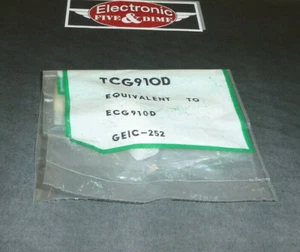 Electronic
FIVE & DIME
TCG910D
EQUIVALENT TO
ECG910D
GEIC-252